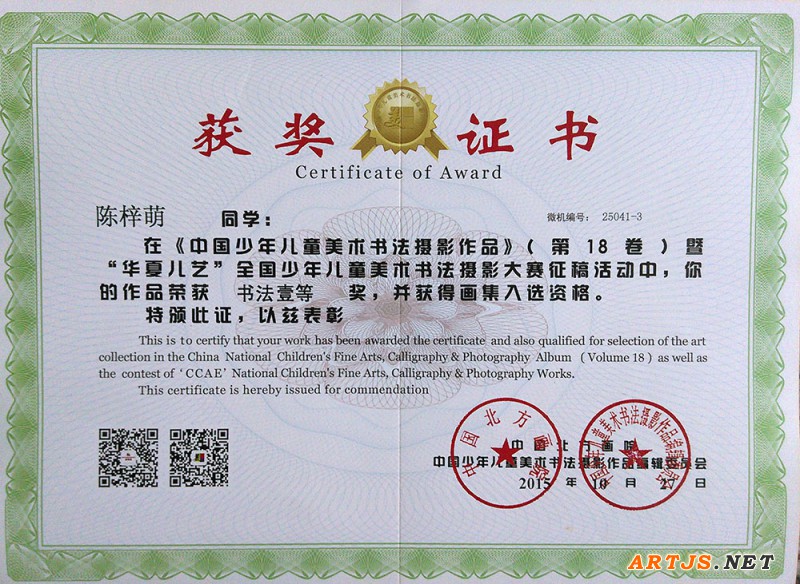 获奖证书
Certificate of Award
陈梓萌 同学： 微机编号： 25041-3
在《中国少年儿童美术书法摄影作品》（第18卷）暨
“华夏儿艺”全国少年儿童美术书法摄影大赛征稿活动中，你
的作品荣获 书法壹等 奖，并获得画集入选资格。
特颁此证，以兹表彰
This is to certify that your work has been awarded the certificate and also qualified for selection of the art
collection in the China National Children's Fine Arts, Calligraphy & Photography Album （Volume 18）as well as
the contest of ‘CCAE’ National Children's Fine Arts, Calligraphy & Photography Works.
This certificate is hereby issued for commendation
中国北方画院
中国少年儿童美术书法摄影作品编辑委员会
2015 年 10 月 27 日
中国北方画院
ARTJS.NET